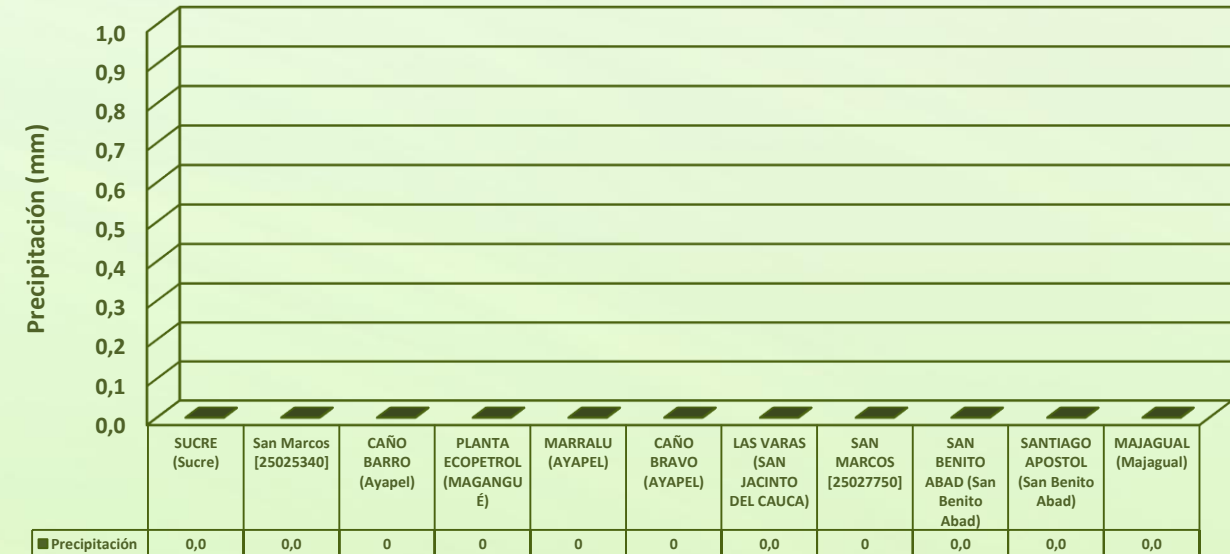 Precipitación (mm)
1,0
0,9
0,8
0,7
0,6
0,5
0,4
0,3
0,2
0,1
0,0
SUCRE
(Sucre)
San Marcos
[25025340]
CAÑO
BARRO
(Ayapel)
PLANTA
ECOPETROL
(MAGANGU
É)
MARRALU
(AYAPEL)
CAÑO
BRAVO
(AYAPEL)
LAS VARAS
(SAN
JACINTO
DEL CAUCA)
SAN
MARCOS
[25027750]
SAN
BENITO
ABAD (San
Benito
Abad)
SANTIAGO
APOSTOL
(San Benito
Abad)
MAJAGUAL
(Majagual)
Precipitación 0,0 0,0 0 0 0 0 0,0 0 0,0 0,0 0,0